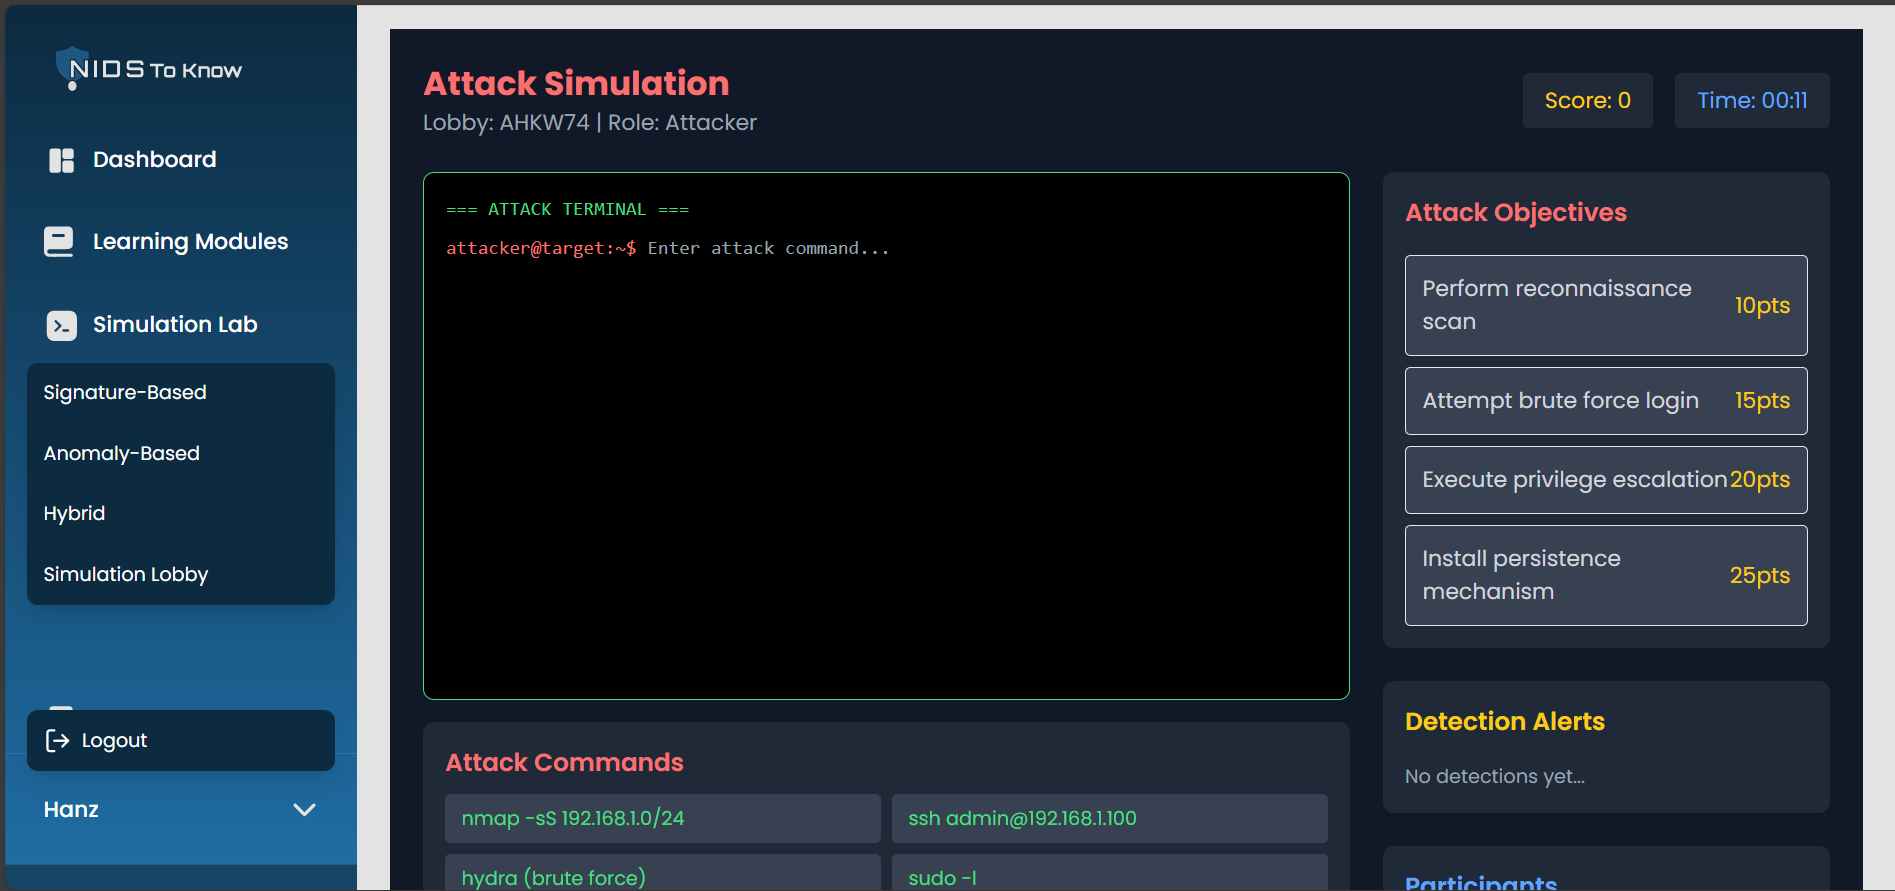 NIDS To Know
Dashboard
Learning Modules
Simulation Lab
Signature-Based
Anomaly-Based
Hybrid
Simulation Lobby
Logout
Hanz
Attack Simulation
Lobby: AHKW74 | Role: Attacker
Score: 0
Time: 00:11
=== ATTACK TERMINAL ===
attacker@target:~$ Enter attack command...
Attack Commands
nmap -sS 192.168.1.0/24
ssh admin@192.168.1.100
hydra (brute force)
sudo -l
Attack Objectives
Perform reconnaissance
scan
10pts
Attempt brute force login
15pts
Execute privilege escalation
20pts
Install persistence
mechanism
25pts
Detection Alerts
No detections yet...
Participants